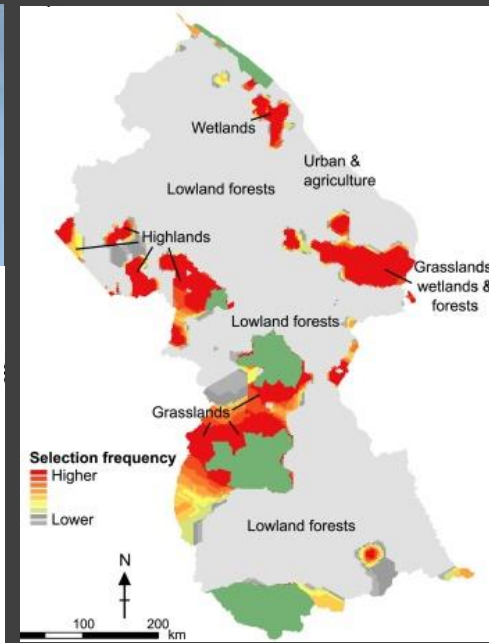 Wetlands
Urban &
agriculture
Lowland forests
Highlands
Grasslands
wetlands &
forests
Lowland forests
Grasslands
Selection frequency
Higher
Lower
Lowland forests
N
100 200
km